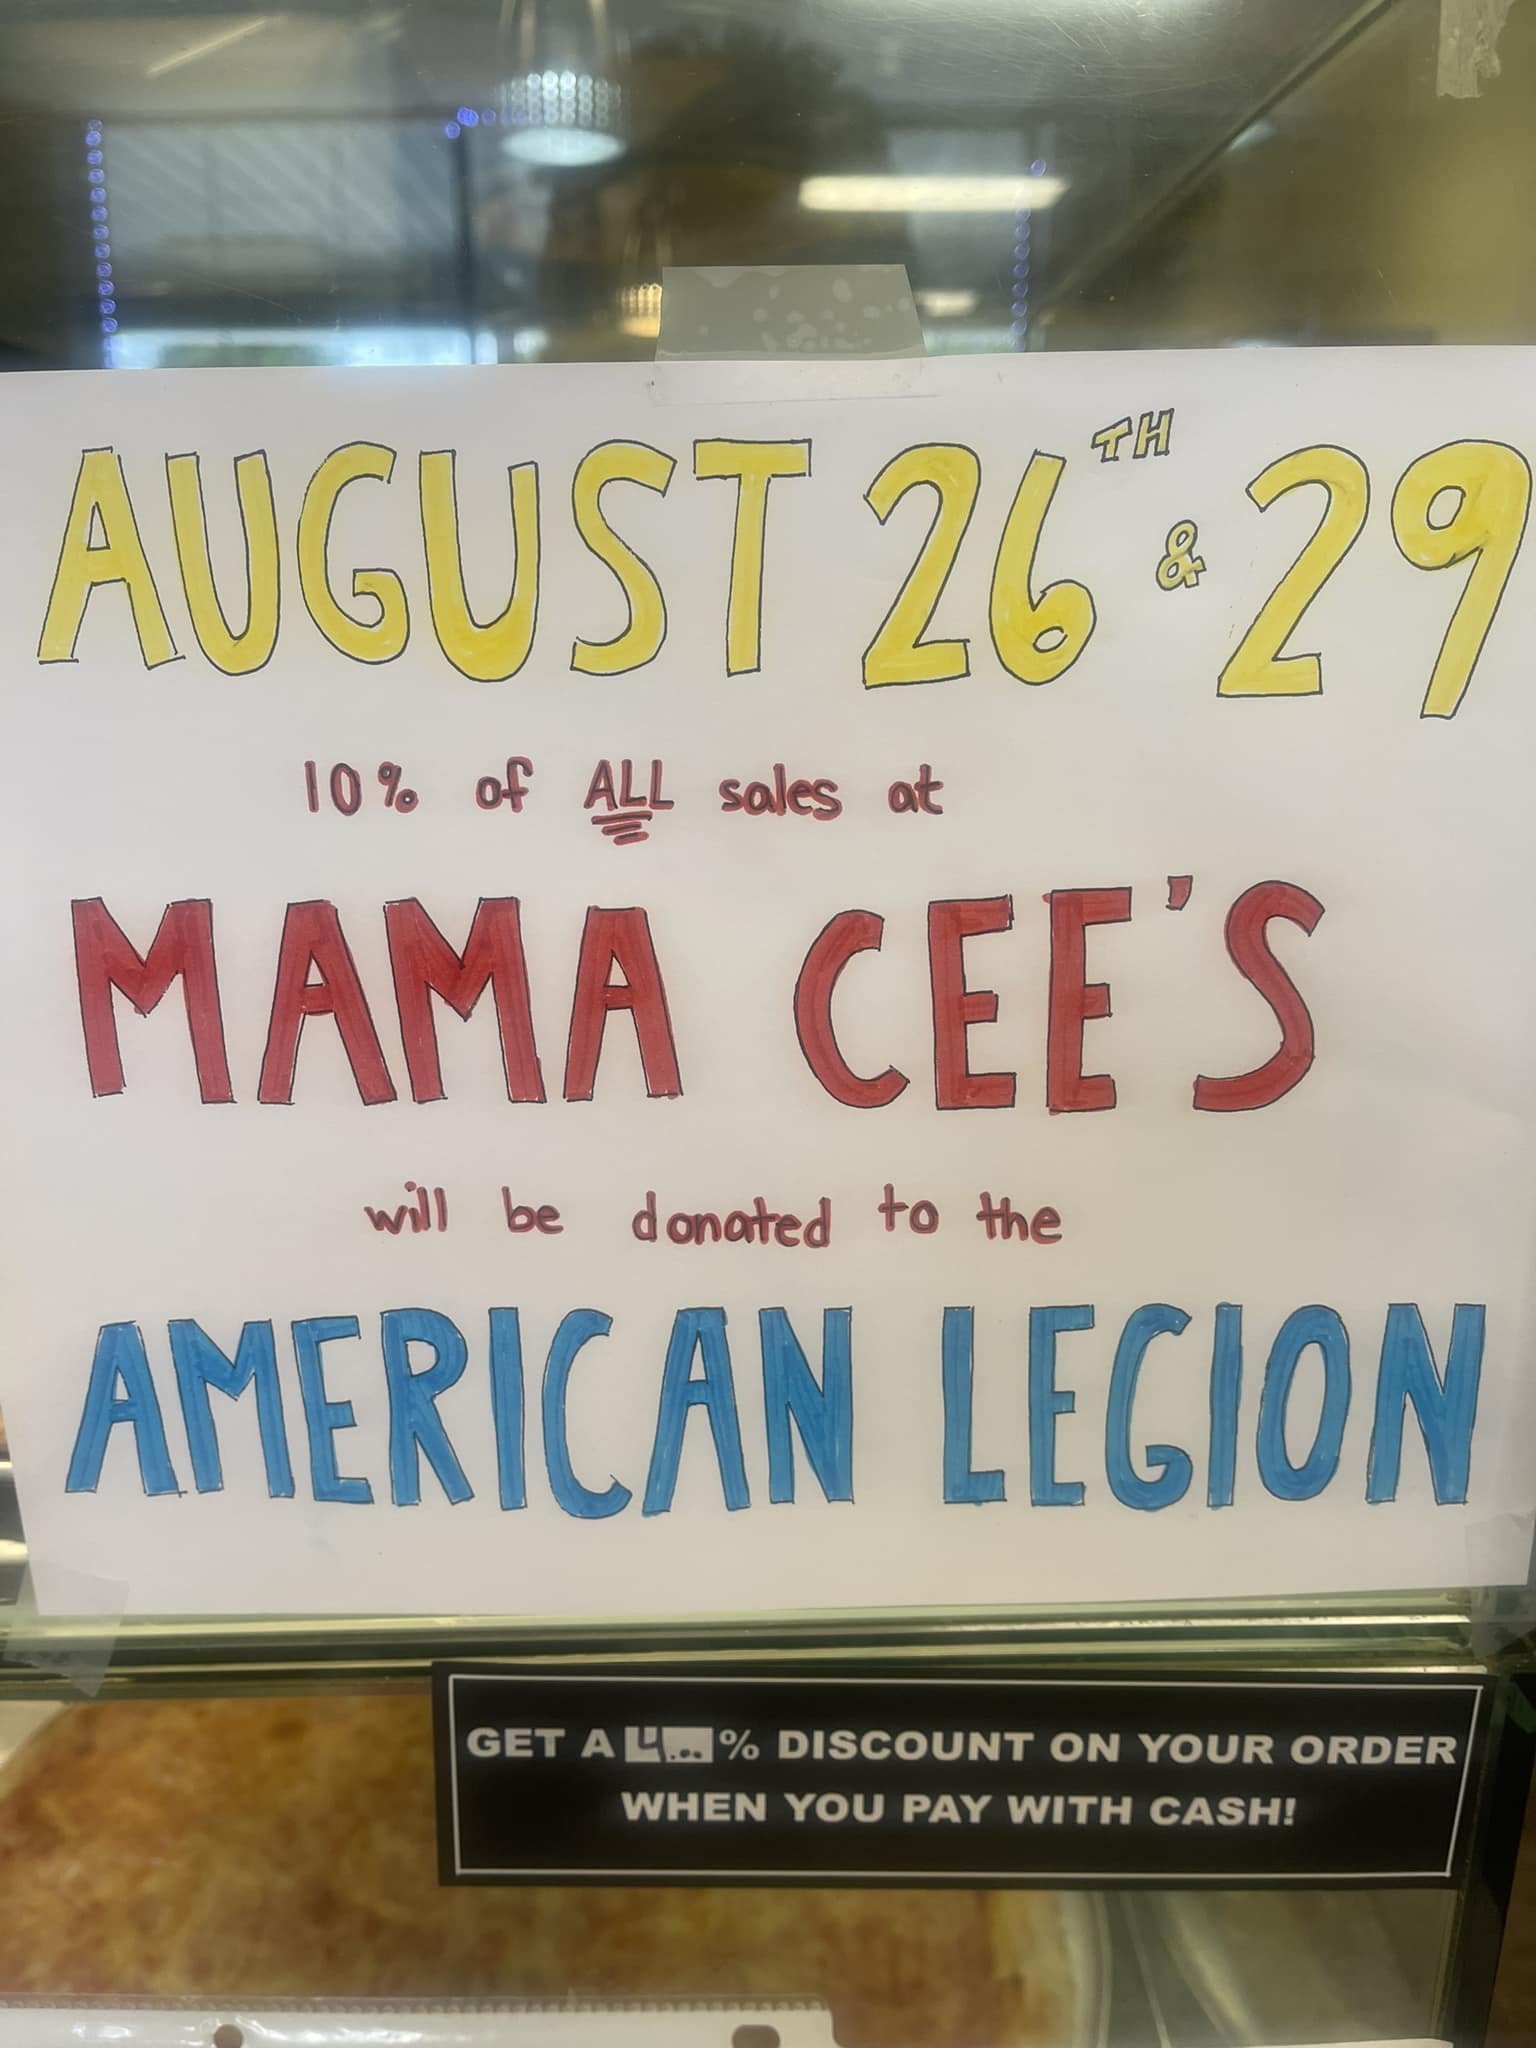 AUGUST 26TH & 29
10% of ALL sales at
MAMA CEE'S
will be donated to the
AMERICAN LEGION
GET A % DISCOUNT ON YOUR ORDER
WHEN YOU PAY WITH CASH!